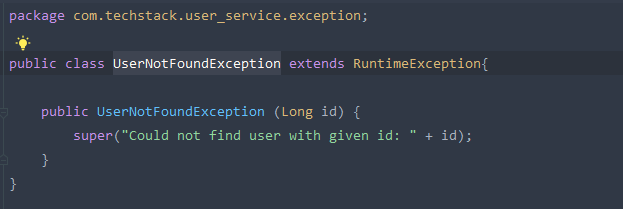 package com.techstack.user_service.exception;
public class UserNotFoundException extends RuntimeException{
public UserNotFoundException (Long id) {
super("Could not find user with given id: " + id);
}
}